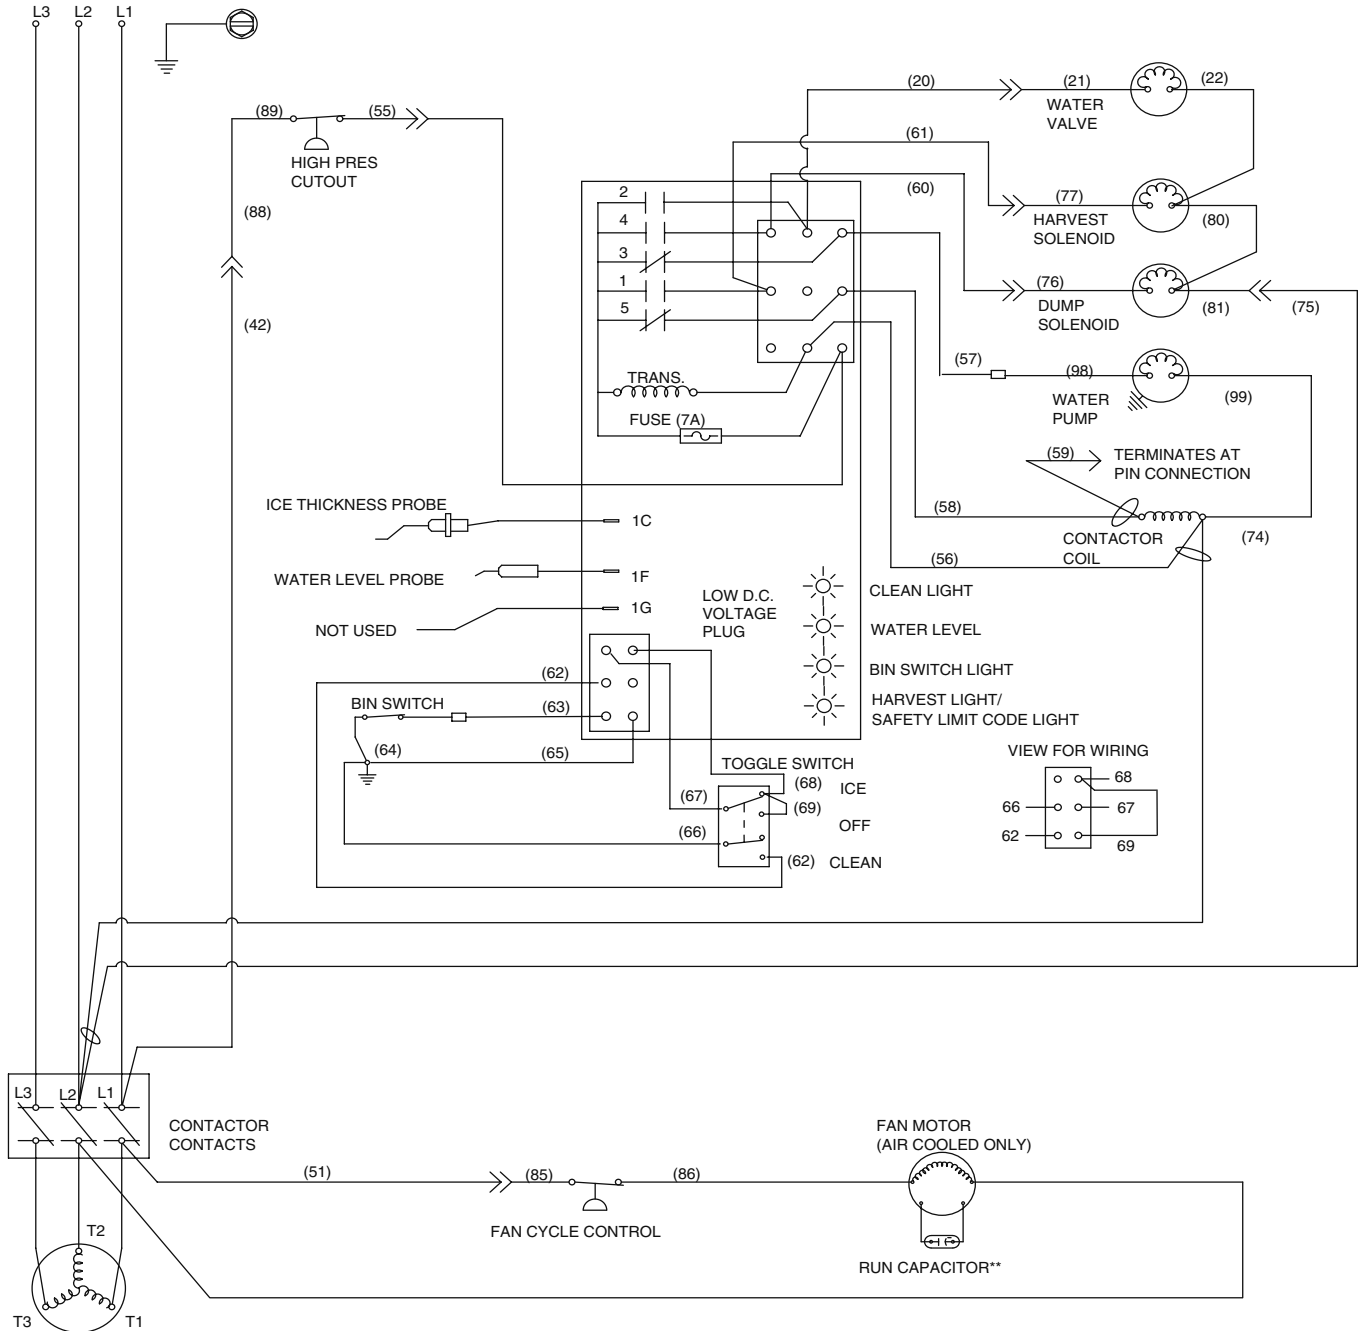 L3 L2 L1
(20) (21) (22)
WATER
VALVE
(89) (55)
HIGH PRES
CUTOUT
(61)
(60)
(88)
(42)
2
4
3
1
5
(77)
HARVEST
SOLENOID
(80)
(76)
DUMP
SOLENOID
(81) (75)
TRANS.
FUSE (7A)
(57) (98)
WATER
PUMP
(99)
(59) TERMINATES AT
PIN CONNECTION
ICE THICKNESS PROBE
1C
(58)
CONTACTOR
COIL
(74)
(56)
WATER LEVEL PROBE
1F
NOT USED
1G
LOW D.C.
VOLTAGE
PLUG
CLEAN LIGHT
WATER LEVEL
BIN SWITCH LIGHT
HARVEST LIGHT/
SAFETY LIMIT CODE LIGHT
(62)
BIN SWITCH (63)
(64) (65)
TOGGLE SWITCH
(68) ICE
(67) (69)
OFF
(66)
(62) CLEAN
VIEW FOR WIRING
68
66 67
62
69
L3 L2 L1
CONTACTOR
CONTACTS
(51) (85) (86)
FAN CYCLE CONTROL
FAN MOTOR
(AIR COOLED ONLY)
RUN CAPACITOR**
T2
T3 T1